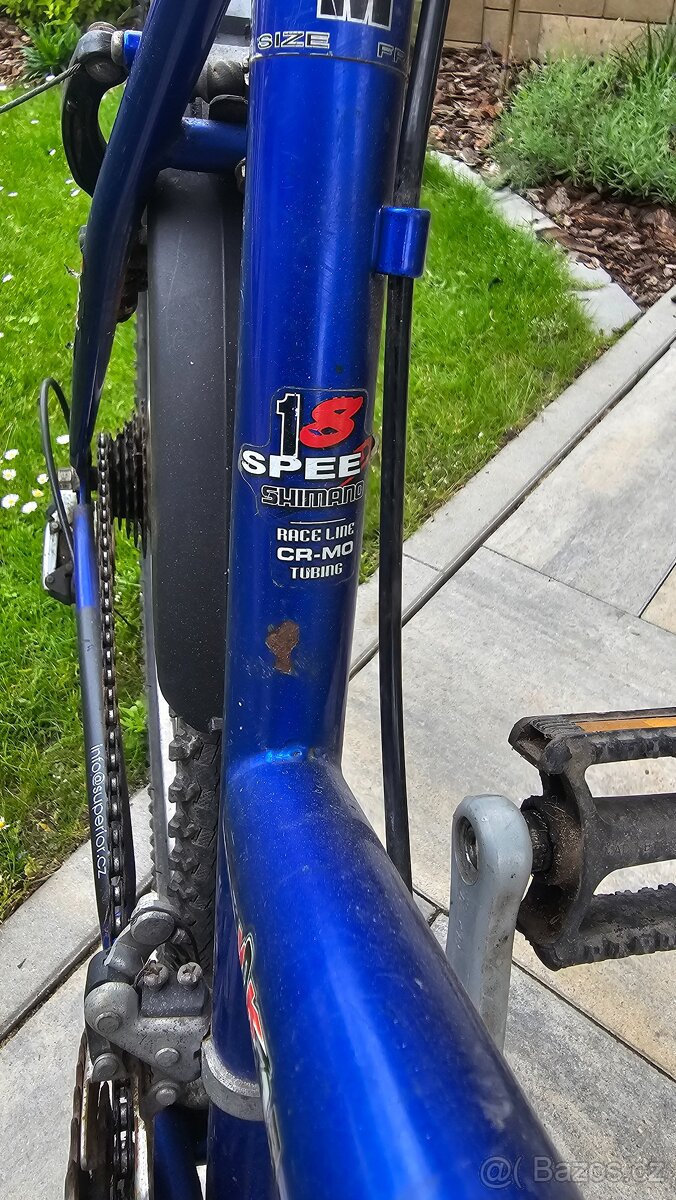 M
SIZE
18
SPEED
SHIMANO
RACE LINE
CR-MO
TUBING
info@superior.cz
@( Bazos.cz